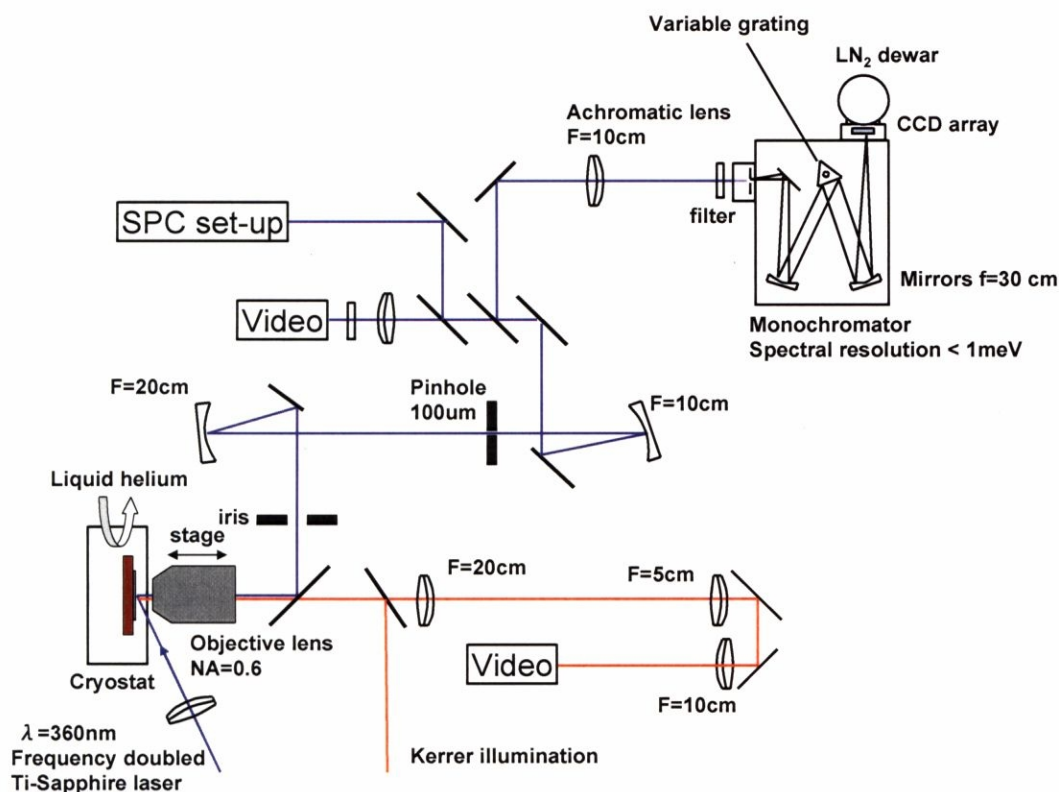 Variable grating
LN₂ dewar
CCD array
Achromatic lens
F=10cm
SPC set-up
filter
Mirrors f=30 cm
Video
Monochromator
Spectral resolution < 1meV
F=20cm
Pinhole
100um
F=10cm
Liquid helium
iris
stage
F=20cm
F=5cm
Objective lens
NA=0.6
Video
Cryostat
F=10cm
λ=360nm
Frequency doubled
Ti-Sapphire laser
Kerrer illumination